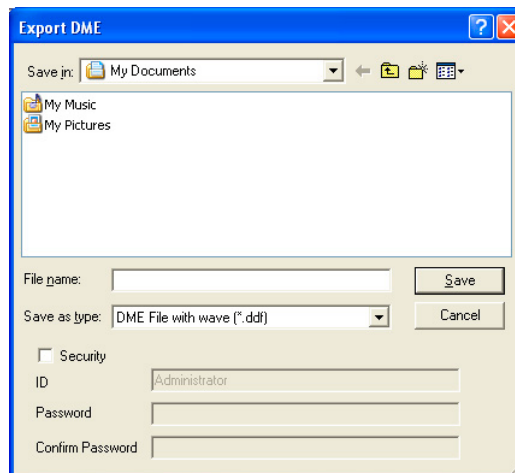 Export DME
Save in: My Documents
My Music
My Pictures
File name: Save
Save as type: DME File with wave (*.ddf) Cancel
Security
ID Administrator
Password
Confirm Password